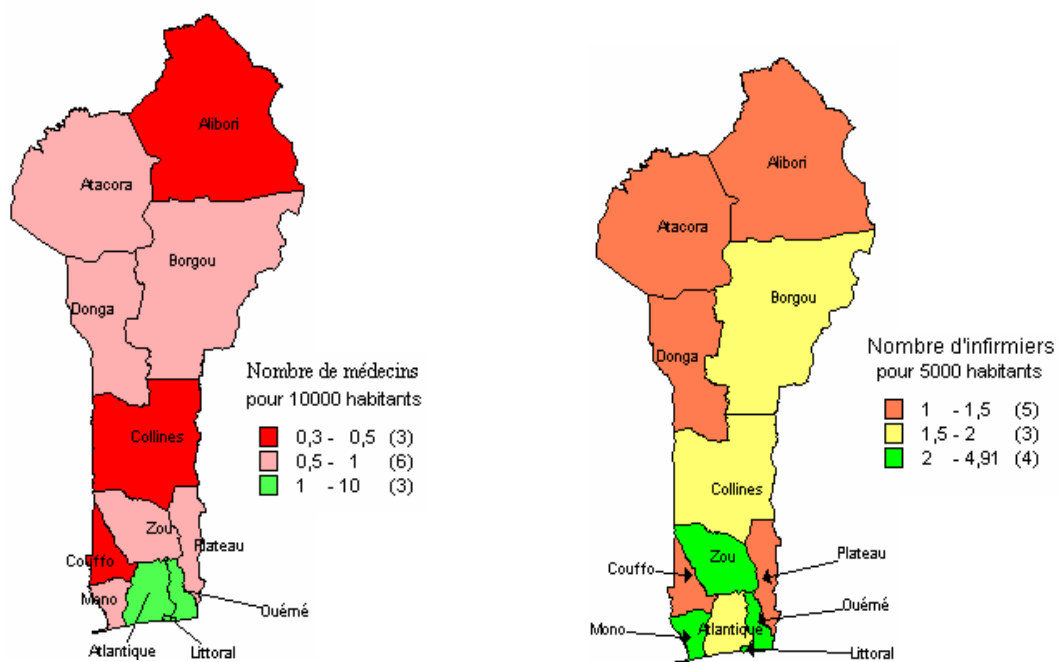 Alibori
Atacora
Borgou
Donga
Collines
Zou
Plateau
Couffo
Mono
Ouémé
Atlantique
Littoral
Nombre de médecins
pour 10000 habitants
0,3 - 0,5 (3)
0,5 - 1 (6)
1 - 10 (3)
Alibori
Atacora
Borgou
Donga
Collines
Zou
Couffo
Plateau
Ouémé
Mono
Atlantique
Littoral
Nombre d'infirmiers
pour 5000 habitants
1 - 1,5 (5)
1,5 - 2 (3)
2 - 4,91 (4)